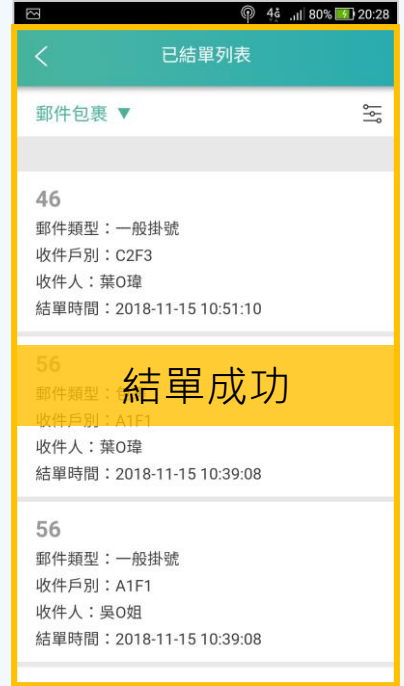 80% 20:28
已結單列表
郵件包裹 ▼
46
郵件類型：一般掛號
收件戶別：C2F3
收件人：葉O瑋
結單時間：2018-11-15 10:51:10
56
郵件類型：
結單成功
收件戶別：A1F1
收件人：葉O瑋
結單時間：2018-11-15 10:39:08
56
郵件類型：一般掛號
收件戶別：A1F1
收件人：吳O姐
結單時間：2018-11-15 10:39:08